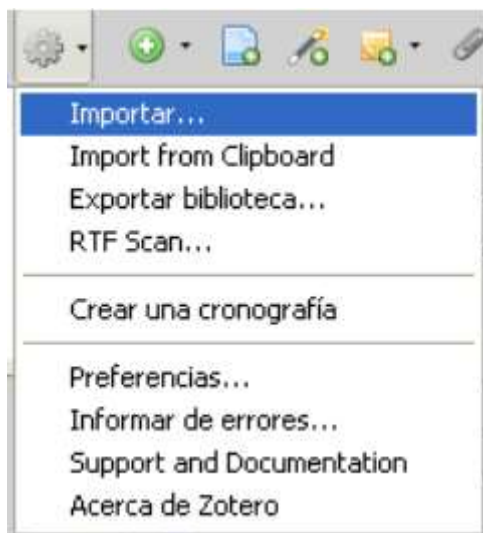 Importar...
Import from Clipboard
Exportar biblioteca...
RTF Scan...
Crear una cronografía
Preferencias...
Informar de errores...
Support and Documentation
Acerca de Zotero